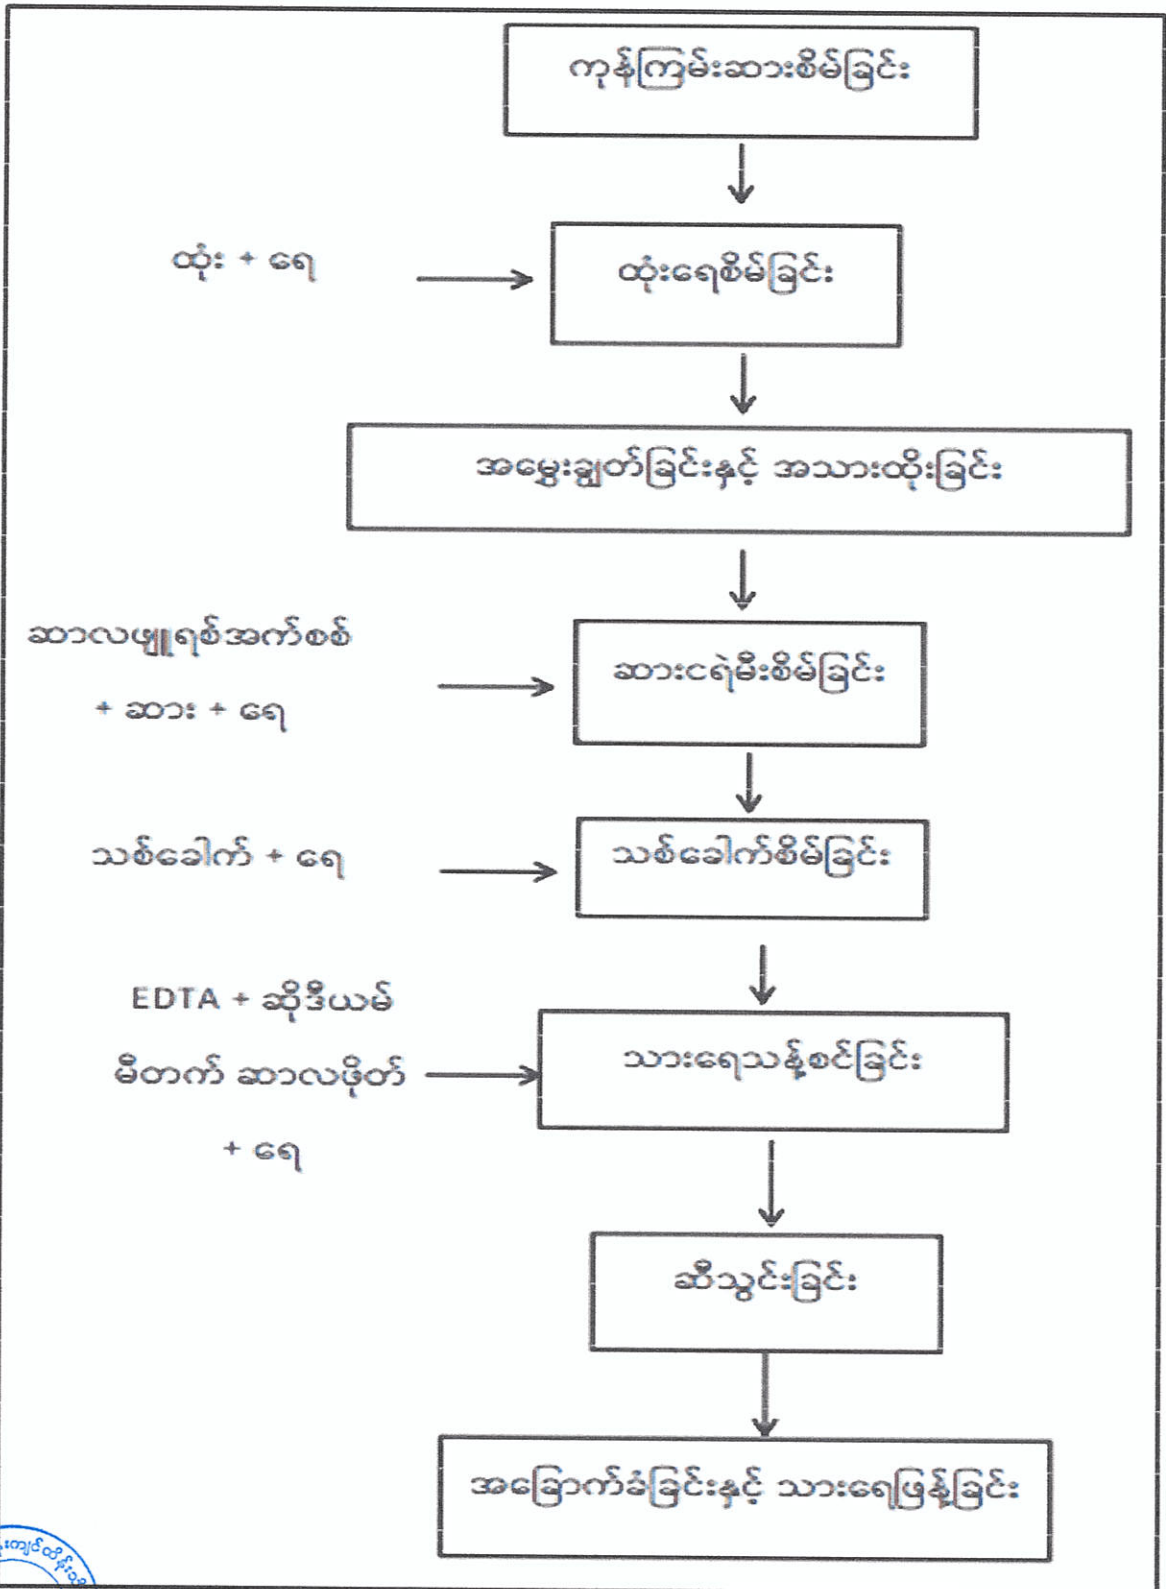 ကုန်ကြမ်းဆားစိမ်ခြင်း
ထုံး + ရေ
ထုံးရေစိမ်ခြင်း
အမွှေးချွတ်ခြင်းနှင့် အသားထိုးခြင်း
ဆာလဖျူရစ်အက်စစ်
+ ဆား + ရေ
ဆားငရဲမီးစိမ်ခြင်း
သစ်ခေါက် + ရေ
သစ်ခေါက်စိမ်ခြင်း
EDTA + ဆိုဒီယမ်
မီတက် ဆာလဖိုတ်
+ ရေ
သားရေသန့်စင်ခြင်း
ဆီသွင်းခြင်း
အခြောက်ခံခြင်းနှင့် သားရေဖြန့်ခြင်း